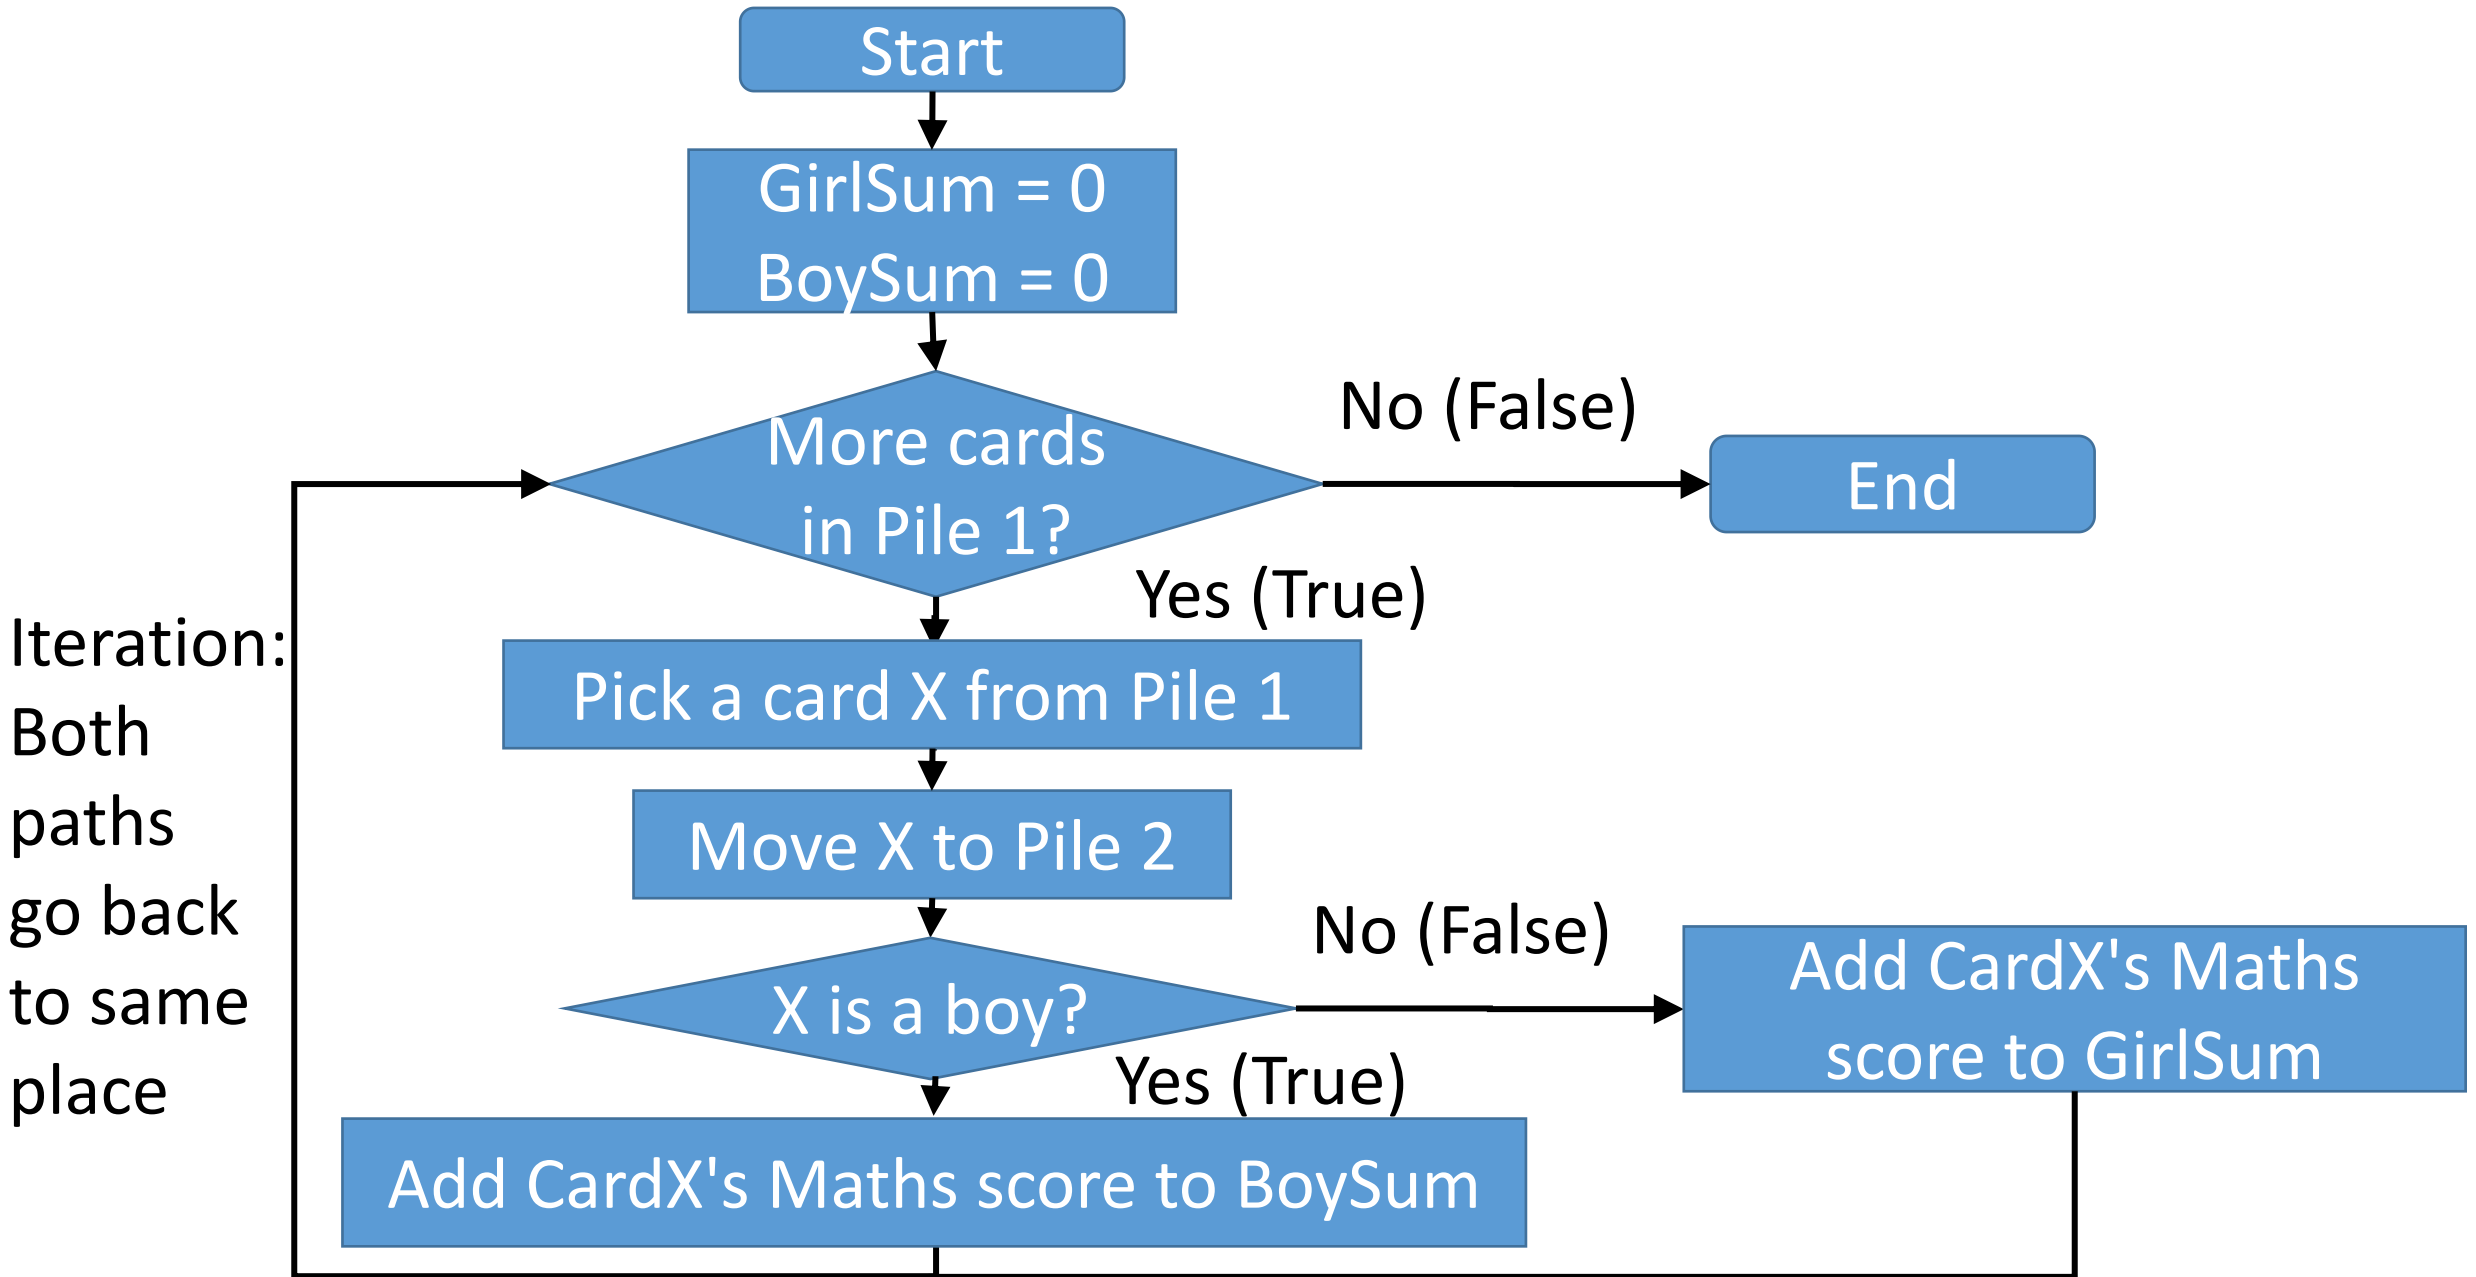 Start
GirlSum = 0
BoySum = 0
More cards
in Pile 1?
No (False)
End
Yes (True)
Iteration:
Both
paths
go back
to same
place
Pick a card X from Pile 1
Move X to Pile 2
X is a boy?
No (False)
Add CardX's Maths
score to GirlSum
Yes (True)
Add CardX's Maths score to BoySum